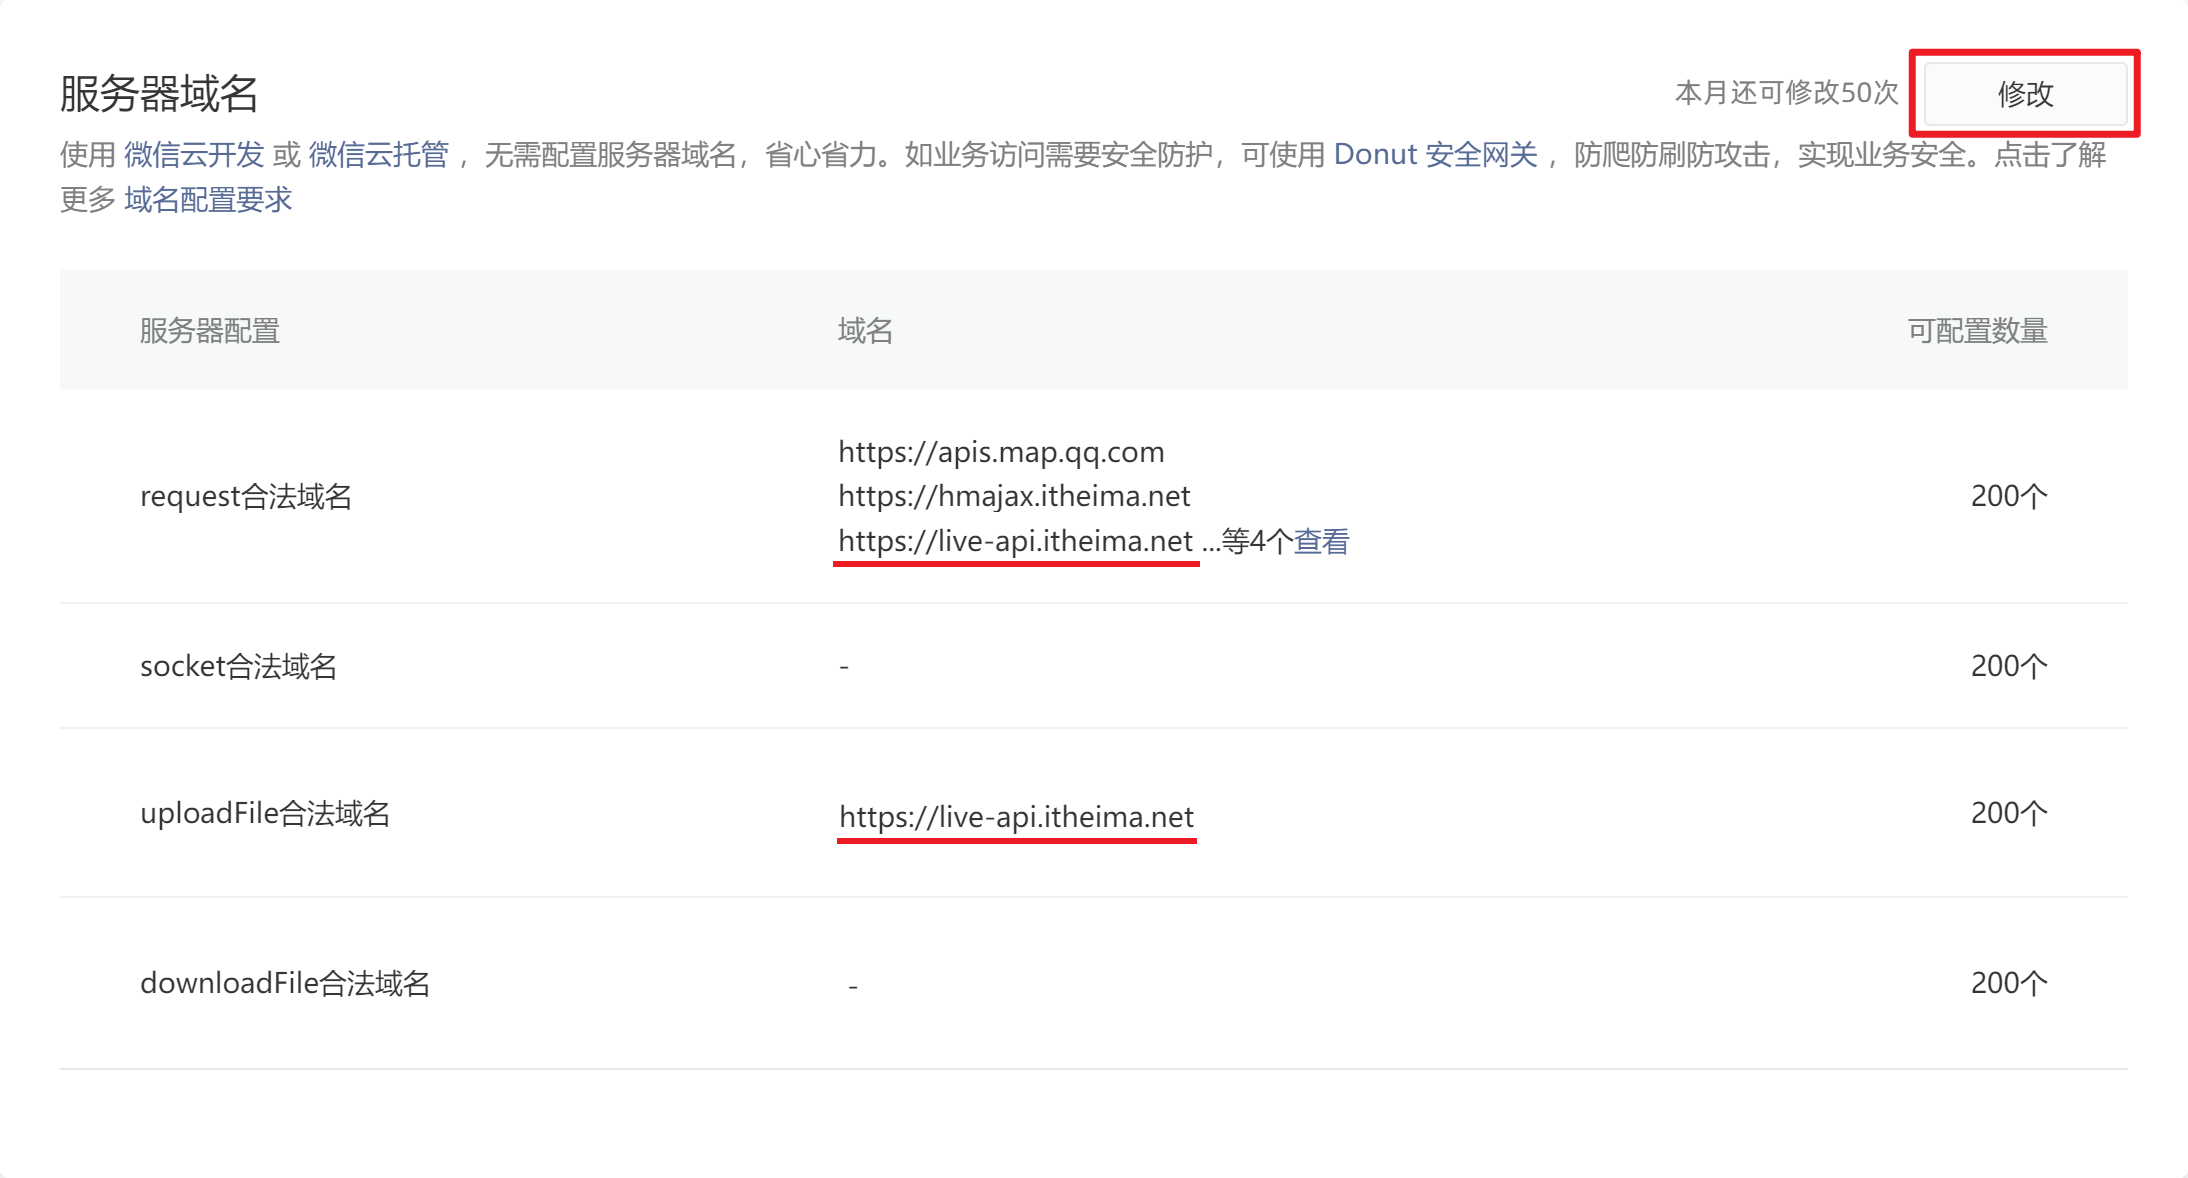 服务器域名
本月还可修改50次 修改
使用 微信云开发 或 微信云托管 ，无需配置服务器域名，省心省力。如业务访问需要安全防护，可使用 Donut 安全网关 ，防爬防刷防攻击，实现业务安全。点击了解
更多 域名配置要求
服务器配置 域名 可配置数量
https://apis.map.qq.com
request合法域名 https://hmajax.itheima.net 200个
https://live-api.itheima.net ...等4个查看
socket合法域名 - 200个
uploadFile合法域名 https://live-api.itheima.net 200个
downloadFile合法域名 - 200个